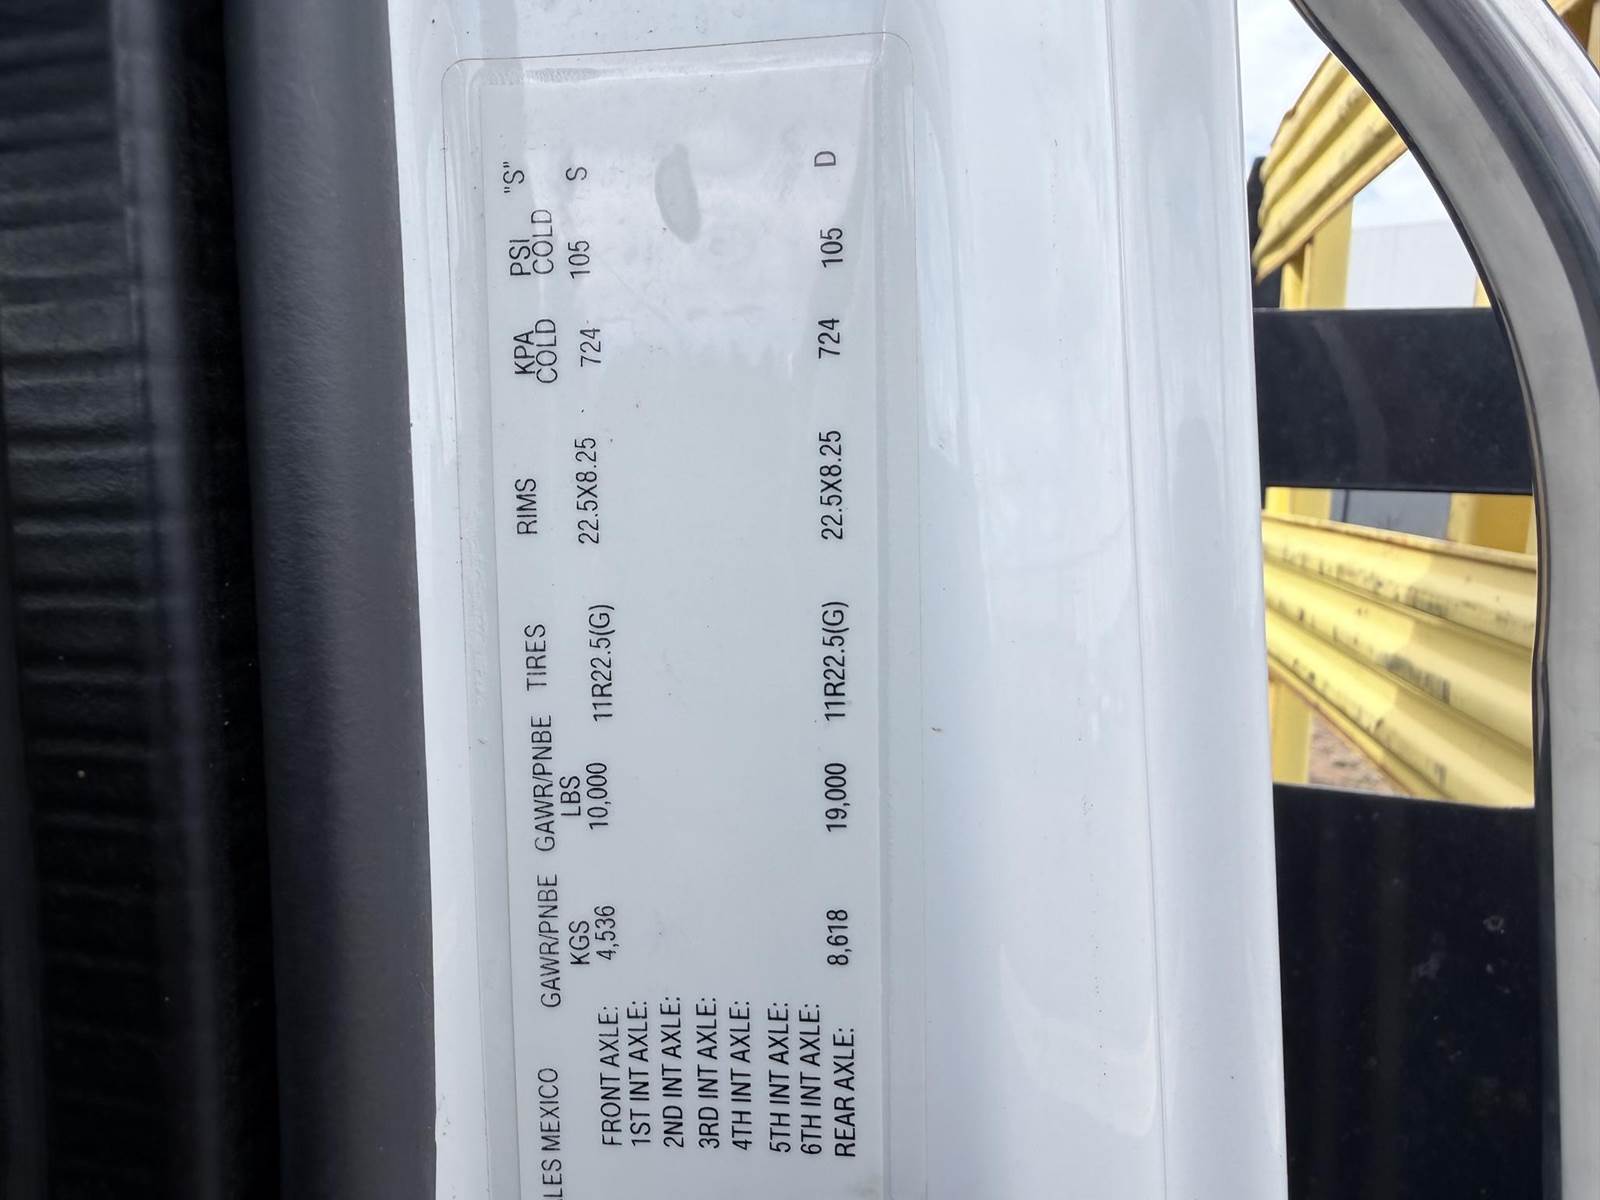 LES MEXICO GAWR/PNBE GAWR/PNBE TIRES RIMS KPA PSI "S"
KGS LBS COLD COLD
FRONT AXLE: 4,536 10,000 11R22.5(G) 22.5X8.25 724 105 S
1ST INT AXLE:
2ND INT AXLE:
3RD INT AXLE:
4TH INT AXLE:
5TH INT AXLE:
6TH INT AXLE:
REAR AXLE: 8,618 19,000 11R22.5(G) 22.5X8.25 724 105 D